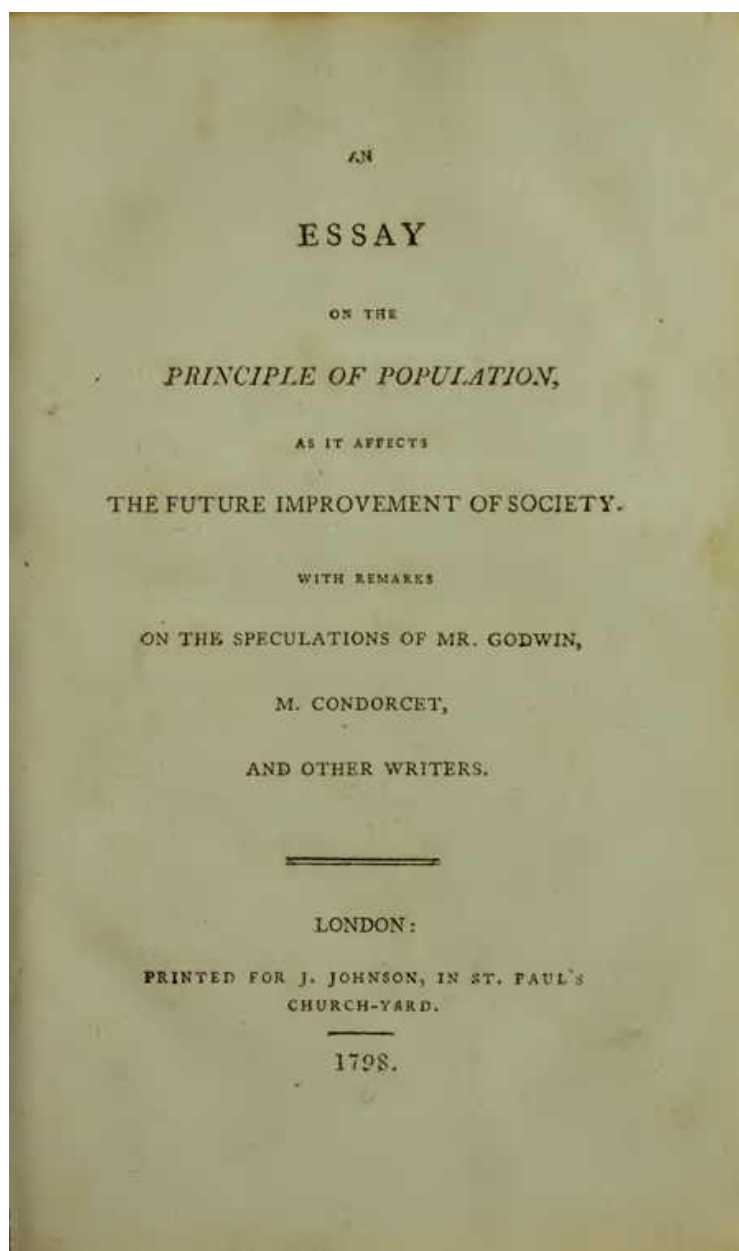 AN
ESSAY
ON THE
PRINCIPLE OF POPULATION,
AS IT AFFECTS
THE FUTURE IMPROVEMENT OF SOCIETY.
WITH REMARKS
ON THE SPECULATIONS OF MR. GODWIN,
M. CONDORCET,
AND OTHER WRITERS.
LONDON:
PRINTED FOR J. JOHNSON, IN ST. PAUL'S
CHURCH-YARD.
1798.